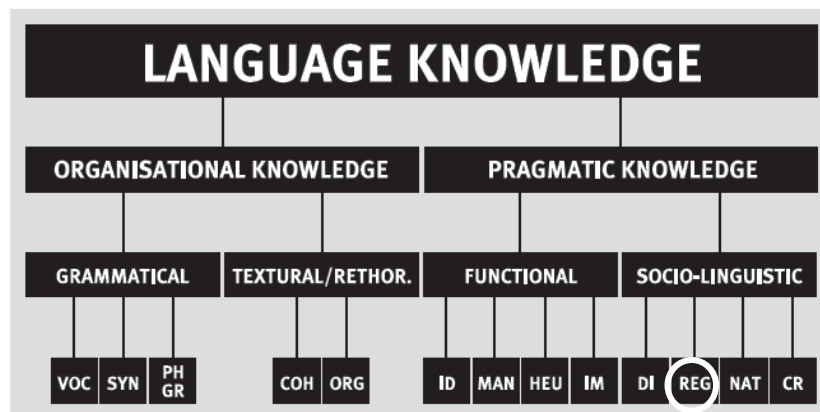 LANGUAGE KNOWLEDGE
ORGANISATIONAL KNOWLEDGE PRAGMATIC KNOWLEDGE
GRAMMATICAL TEXTURAL/RETHOR. FUNCTIONAL SOCIO-LINGUISTIC
VOC SYN PH GR COH ORG ID MAN HEU IM DI REG NAT CR